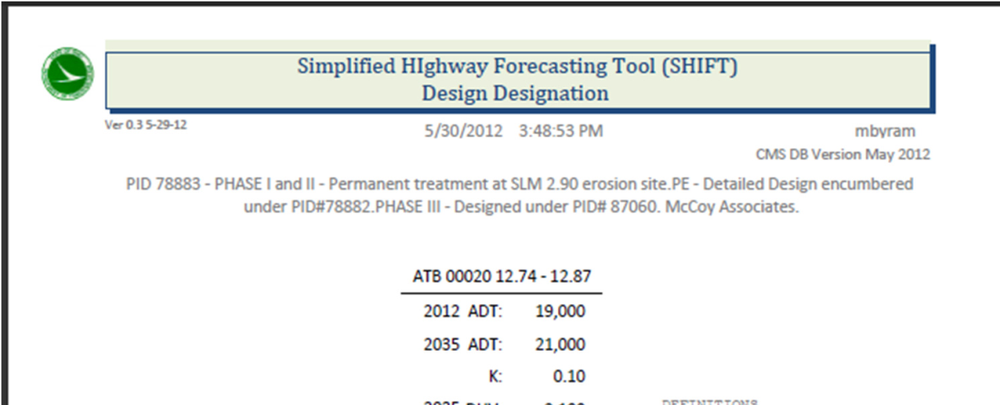 Simplified HIghway Forecasting Tool (SHIFT)
Design Designation
Ver 0.3 5-29-12
5/30/2012 3:48:53 PM
mbyram
CMS DB Version May 2012
PID 78883 - PHASE I and II - Permanent treatment at SLM 2.90 erosion site.PE - Detailed Design encumbered
under PID#78882.PHASE III - Designed under PID# 87060. McCoy Associates.
ATB 00020 12.74 - 12.87
2012 ADT: 19,000
2035 ADT: 21,000
K: 0.10